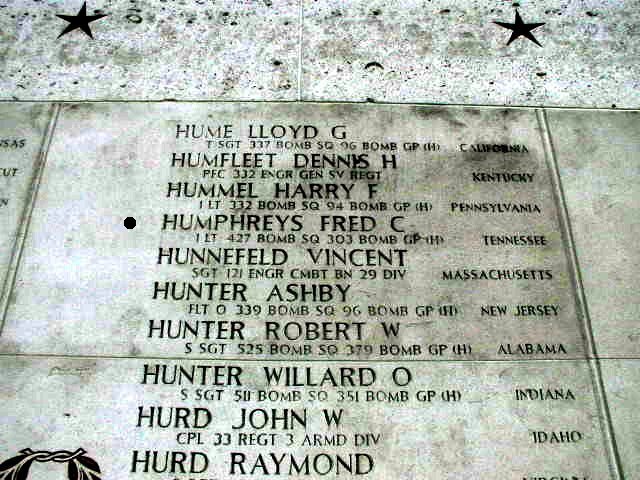 HUME LLOYD G
T SGT 337 BOMB SQ 96 BOMB GP (H) CALIFORNIA
HUMFLEET DENNIS H
PFC 332 ENGR GEN SV REGT KENTUCKY
HUMMEL HARRY F
1 LT 332 BOMB SQ 94 BOMB GP (H) PENNSYLVANIA
HUMPHREYS FRED C
1 LT 427 BOMB SQ 303 BOMB GP (H) TENNESSEE
HUNNEFELD VINCENT
SGT 121 ENGR CMBT BN 29 DIV MASSACHUSETTS
HUNTER ASHBY
FLT O 339 BOMB SQ 96 BOMB GP (H) NEW JERSEY
HUNTER ROBERT W
S SGT 525 BOMB SQ 379 BOMB GP (H) ALABAMA
HUNTER WILLARD O
S SGT 511 BOMB SQ 351 BOMB GP (H) INDIANA
HURD JOHN W
CPL 33 REGT 3 ARMD DIV IDAHO
HURD RAYMOND